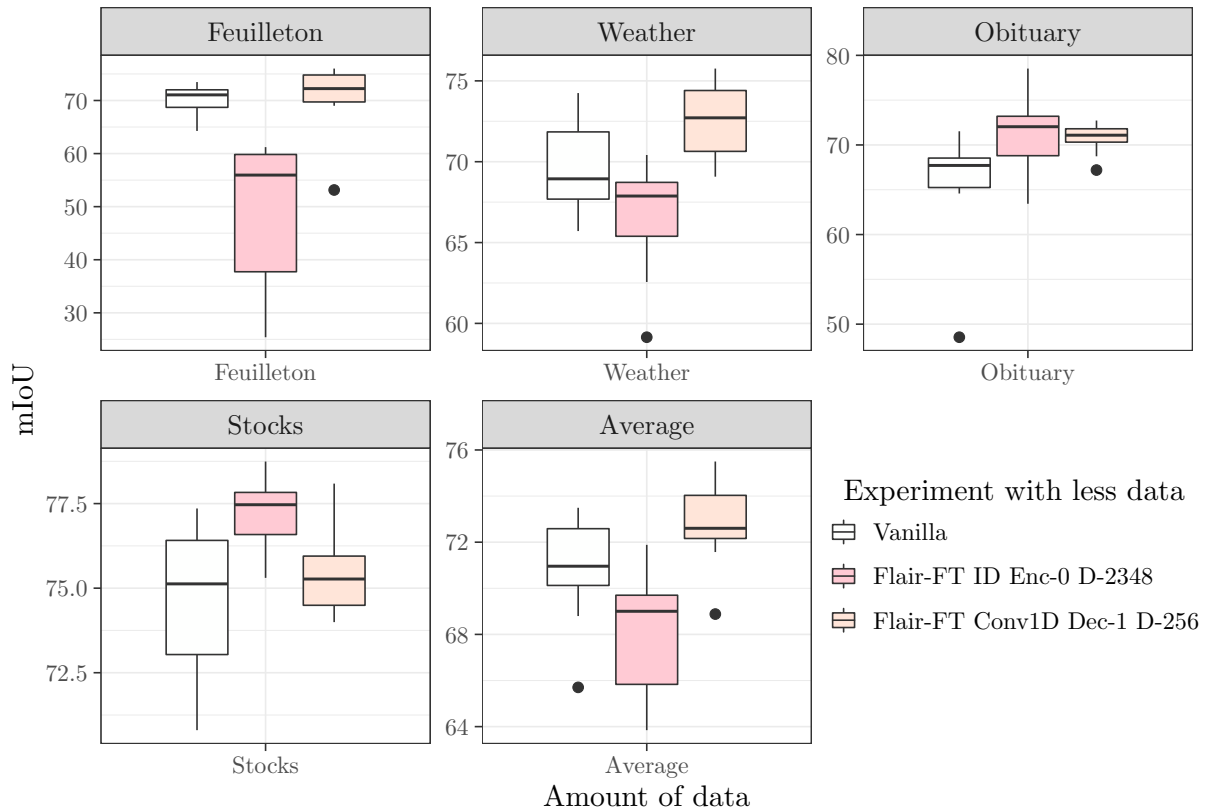 Feuilleton
Weather
Obituary
70
60
50
40
30
75
70
65
60
80
70
60
50
Feuilleton
Weather
Obituary
mIoU
Stocks
Average
77.5
75.0
72.5
76
72
68
64
Stocks
Average
Amount of data
Experiment with less data
Vanilla
Flair-FT ID Enc-0 D-2348
Flair-FT Conv1D Dec-1 D-256